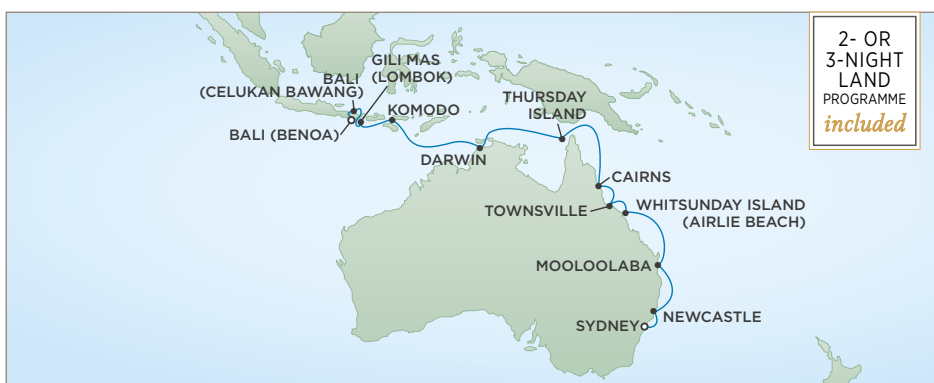 2- OR
3-NIGHT
LAND
PROGRAMME
included
GILI MAS
(LOMBOK)
BALI
(CELUKAN BAWANG)
KOMODO
BALI (BENOA)
THURSDAY
ISLAND
DARWIN
CAIRNS
TOWNSVILLE
WHITSUNDAY ISLAND
(AIRLIE BEACH)
MOOLOOLABA
NEWCASTLE
SYDNEY